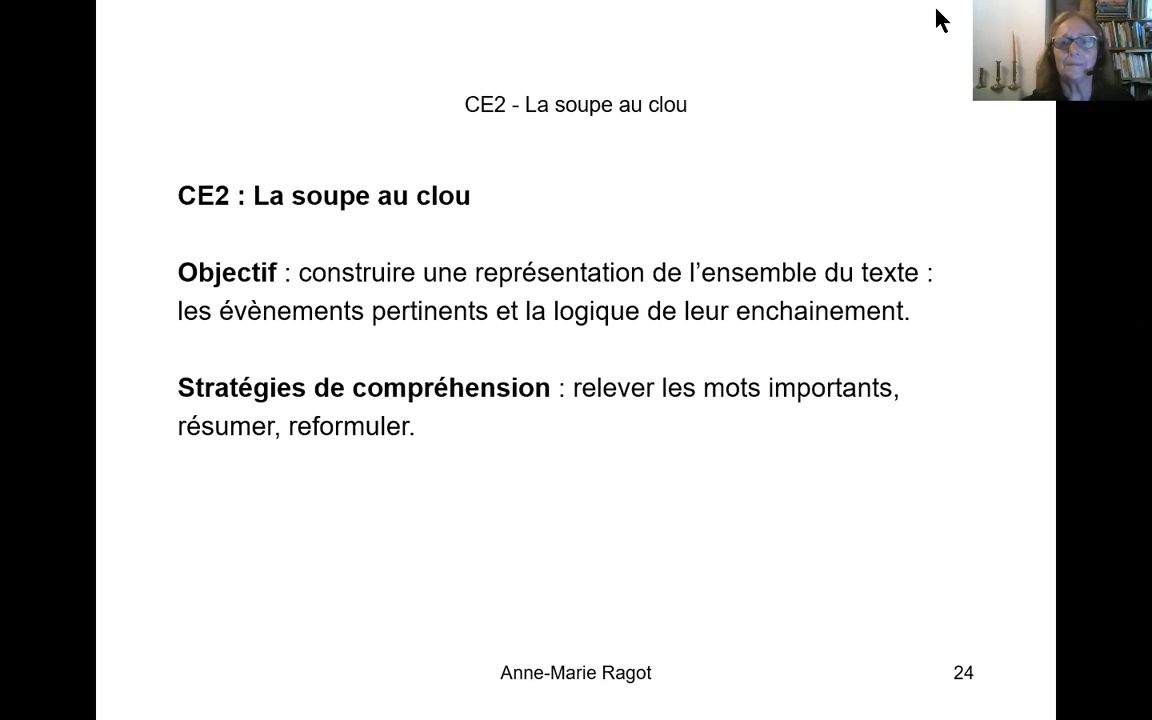 CE2 - La soupe au clou
CE2 : La soupe au clou
Objectif : construire une représentation de l’ensemble du texte :
les évènements pertinents et la logique de leur enchainement.
Stratégies de compréhension : relever les mots importants,
résumer, reformuler.
Anne-Marie Ragot
24